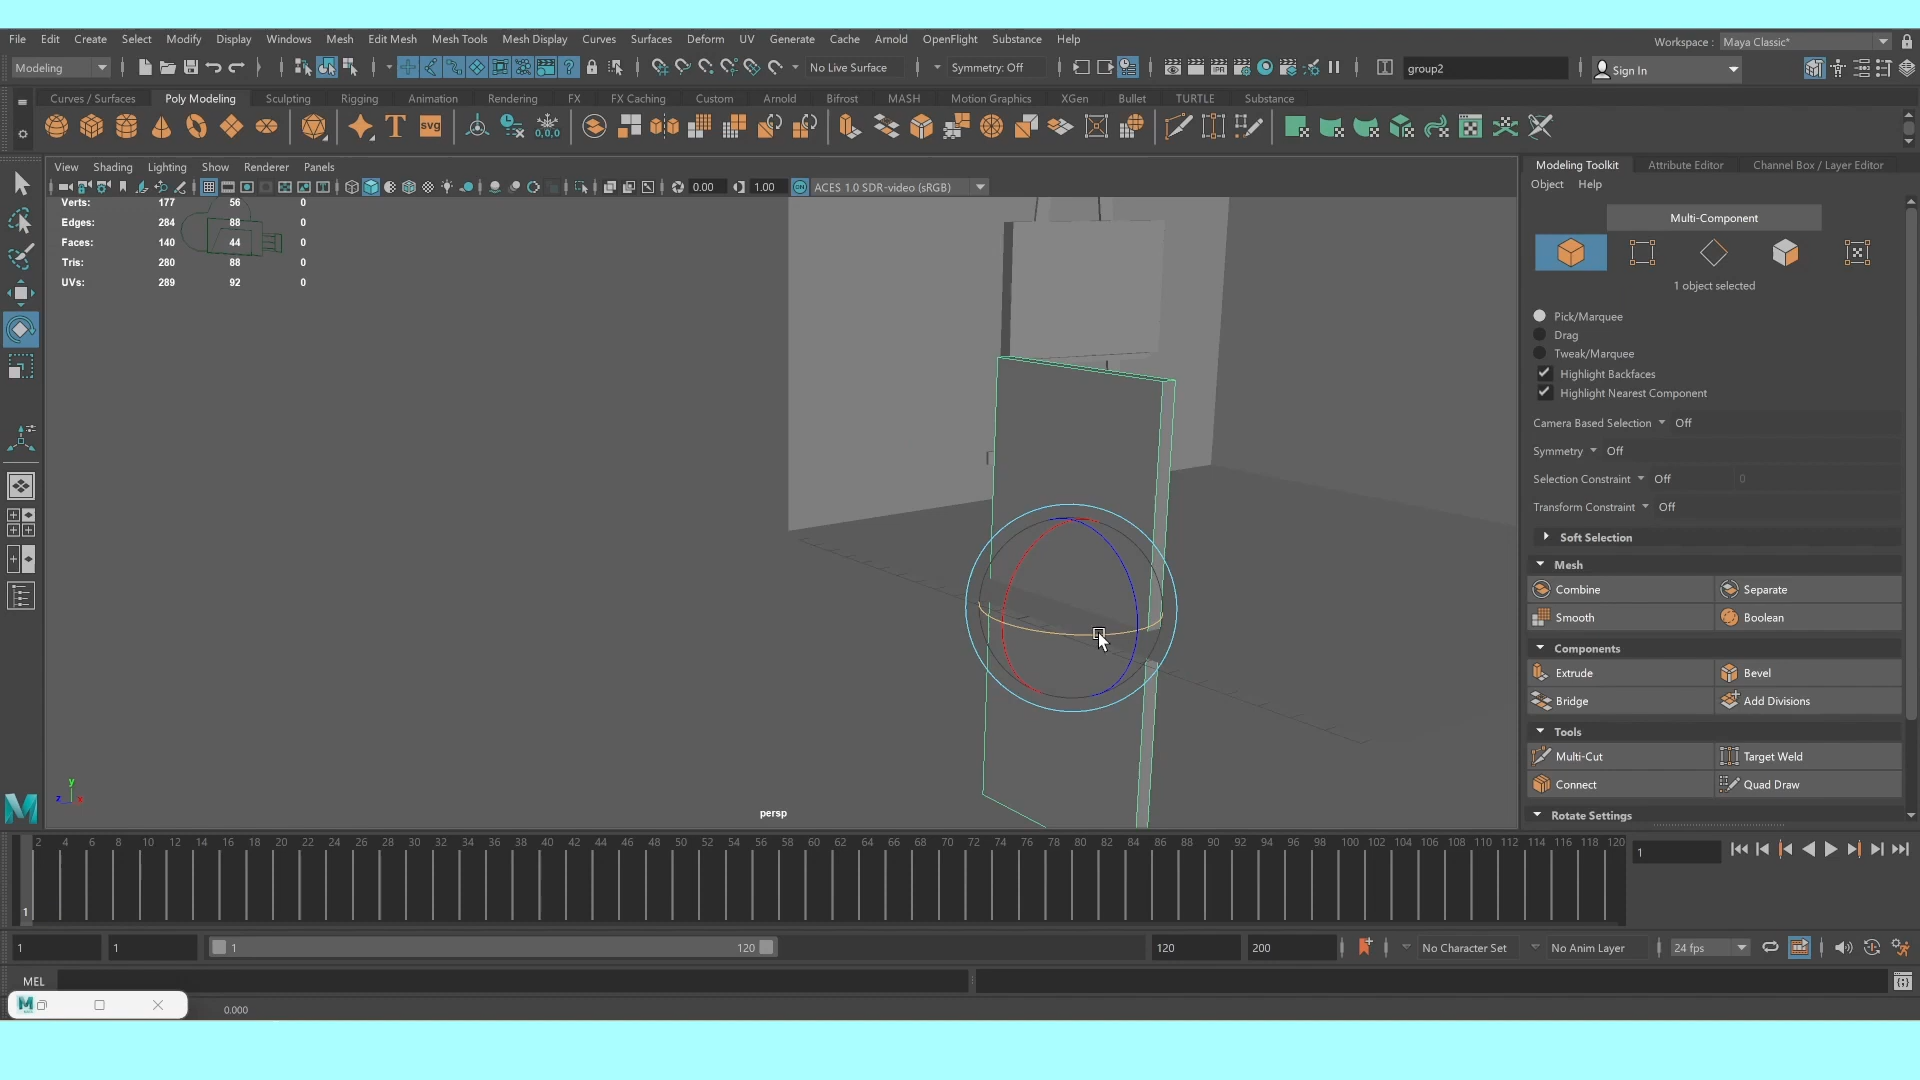 File Edit Create Select Modify Display Windows Mesh Edit Mesh Mesh Tools Mesh Display Curves Surfaces Deform UV Generate Cache Arnold OpenFlight Substance Help
Workspace : Maya Classic*
Modeling No Live Surface Symmetry: Off group2 Sign In
Curves / Surfaces Poly Modeling Sculpting Rigging Animation Rendering FX FX Caching Custom Arnold Bifrost MASH Motion Graphics XGen Bullet TURTLE Substance
T svg 0,0,0
View Shading Lighting Show Renderer Panels
IPR
0.00 1.00 ON ACES 1.0 SDR-video (sRGB)
Verts: 177 56 0
Edges: 284 88 0
Faces: 140 44 0
Tris: 280 88 0
UVs: 289 92 0
y
z x
persp
Modeling Toolkit Attribute Editor Channel Box / Layer Editor
Object Help
Multi-Component
1 object selected
Pick/Marquee
Drag
Tweak/Marquee
Highlight Backfaces
Highlight Nearest Component
Camera Based Selection Off
Symmetry Off
Selection Constraint Off 0
Transform Constraint Off
Soft Selection
Mesh
Combine Separate
Smooth Boolean
Components
Extrude Bevel
Bridge Add Divisions
Tools
Multi-Cut Target Weld
Connect Quad Draw
Rotate Settings
2 4 6 8 10 12 14 16 18 20 22 24 26 28 30 32 34 36 38 40 42 44 46 48 50 52 54 56 58 60 62 64 66 68 70 72 74 76 78 80 82 84 86 88 90 92 94 96 98 100 102 104 106 108 110 112 114 116 118 120
1
1
1 1 1 120 120 200 No Character Set No Anim Layer 24 fps
MEL
M
0.000